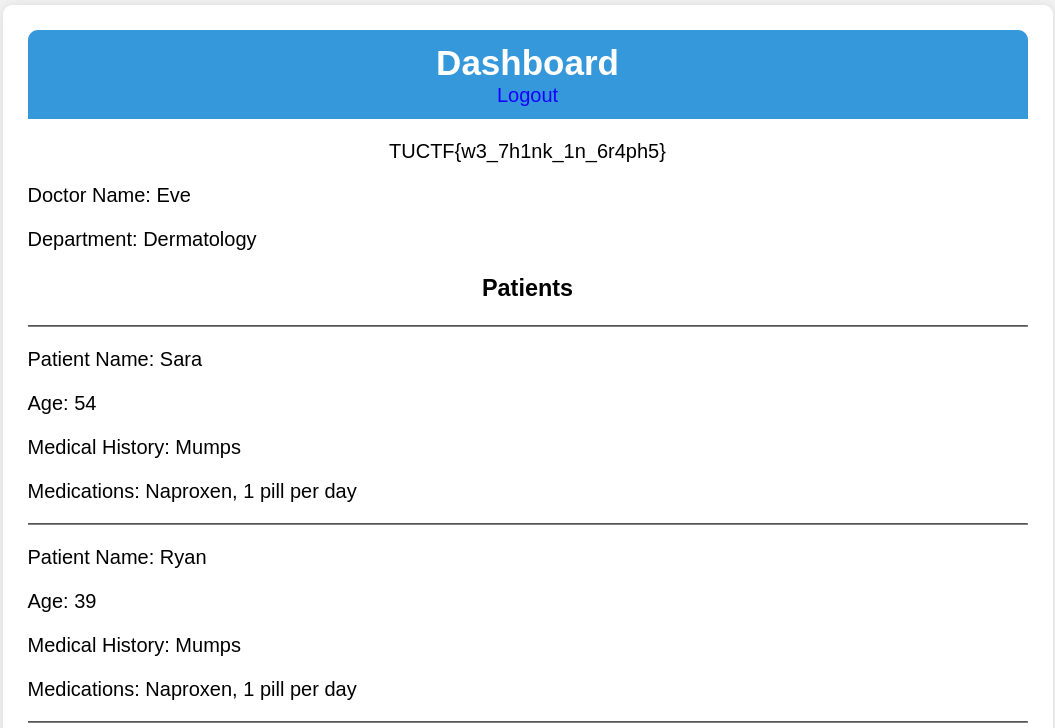 Dashboard
Logout
TUCTF{w3_7h1nk_1n_6r4ph5}
Doctor Name: Eve
Department: Dermatology
Patients
Patient Name: Sara
Age: 54
Medical History: Mumps
Medications: Naproxen, 1 pill per day
Patient Name: Ryan
Age: 39
Medical History: Mumps
Medications: Naproxen, 1 pill per day